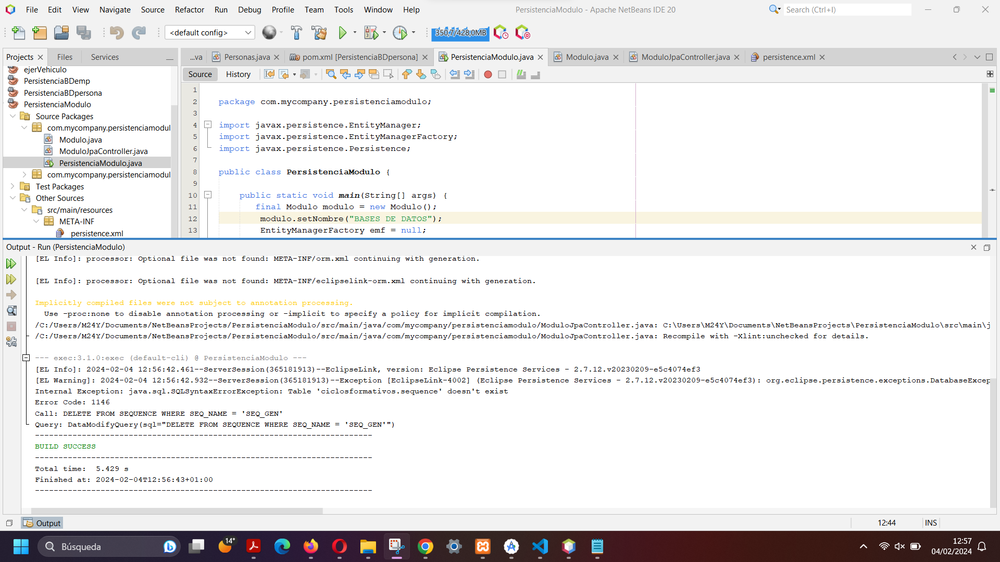 File Edit View Navigate Source Refactor Run Debug Profile Team Tools Window Help
PersistenciaModulo - Apache NetBeans IDE 20
Search (Ctrl+I)
<default config>
350,7/428,0MB
Projects
Files
Services
...va
Personas.java
pom.xml [PersistenciaBDpersona]
PersistenciaModulo.java
Modulo.java
ModuloJpaController.java
persistence.xml
ejerVehiculo
PersistenciaBDemp
PersistenciaBDpersona
PersistenciaModulo
Source Packages
com.mycompany.persistenciamodul
Modulo.java
ModuloJpaController.java
PersistenciaModulo.java
com.mycompany.persistenciamodul
Test Packages
Other Sources
src/main/resources
META-INF
persistence.xml
Source
History
1
2 package com.mycompany.persistenciamodulo;
3
4 import javax.persistence.EntityManager;
5 import javax.persistence.EntityManagerFactory;
6 import javax.persistence.Persistence;
7
8 public class PersistenciaModulo {
9
10 public static void main(String[] args) {
11 final Modulo modulo = new Modulo();
12 modulo.setNombre("BASES DE DATOS");
13 EntityManagerFactory emf = null;
Output - Run (PersistenciaModulo)
[EL Info]: processor: Optional file was not found: META-INF/orm.xml continuing with generation.
[EL Info]: processor: Optional file was not found: META-INF/eclipselink-orm.xml continuing with generation.
Implicitly compiled files were not subject to annotation processing.
Use -proc:none to disable annotation processing or -implicit to specify a policy for implicit compilation.
/C:/Users/M24Y/Documents/NetBeansProjects/PersistenciaModulo/src/main/java/com/mycompany/persistenciamodulo/ModuloJpaController.java: C:\Users\M24Y\Documents\NetBeansProjects\PersistenciaModulo\src\main\j
/C:/Users/M24Y/Documents/NetBeansProjects/PersistenciaModulo/src/main/java/com/mycompany/persistenciamodulo/ModuloJpaController.java: Recompile with -Xlint:unchecked for details.
--- exec:3.1.0:exec (default-cli) @ PersistenciaModulo ---
[EL Info]: 2024-02-04 12:56:42.461--ServerSession(365181913)--EclipseLink, version: Eclipse Persistence Services - 2.7.12.v20230209-e5c4074ef3
[EL Warning]: 2024-02-04 12:56:42.932--ServerSession(365181913)--Exception [EclipseLink-4002] (Eclipse Persistence Services - 2.7.12.v20230209-e5c4074ef3): org.eclipse.persistence.exceptions.DatabaseExcep
Internal Exception: java.sql.SQLSyntaxErrorException: Table 'ciclosformativos.sequence' doesn't exist
Error Code: 1146
Call: DELETE FROM SEQUENCE WHERE SEQ_NAME = 'SEQ_GEN'
Query: DataModifyQuery(sql="DELETE FROM SEQUENCE WHERE SEQ_NAME = 'SEQ_GEN'")
------------------------------------------------------------------------
BUILD SUCCESS
------------------------------------------------------------------------
Total time:  5.429 s
Finished at: 2024-02-04T12:56:43+01:00
------------------------------------------------------------------------
Output
12:44
INS
Búsqueda
14°
12:57
04/02/2024